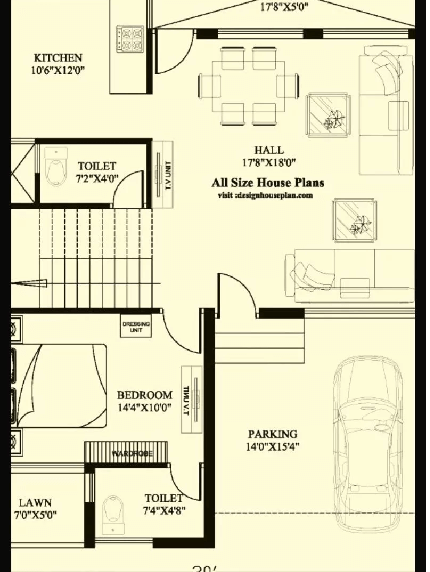 17'8"X5'0"
KITCHEN
10'6"X12'0"
HALL
17'8"X18'0"
TOILET
7'2"X4'0"
T.V UNIT
All Size House Plans
visit :designhouseplan.com
DRESSING
UNIT
BEDROOM
14'4"X10'0"
PARKING
14'0"X15'4"
WARDROBE
LAWN
7'0"X5'0"
TOILET
7'4"X4'8"